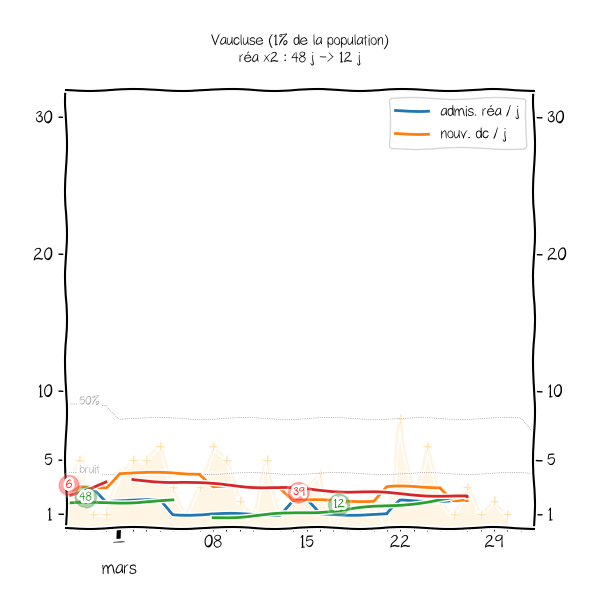 Vaucluse (1% de la population)
réa x2 : 48 j -> 12 j
admis. réa / j
nouv. dc / j
30 30
20 20
10 10
50%
5 5
bruit
6
48
39
12
1 1
1 08 15 22 29
mars